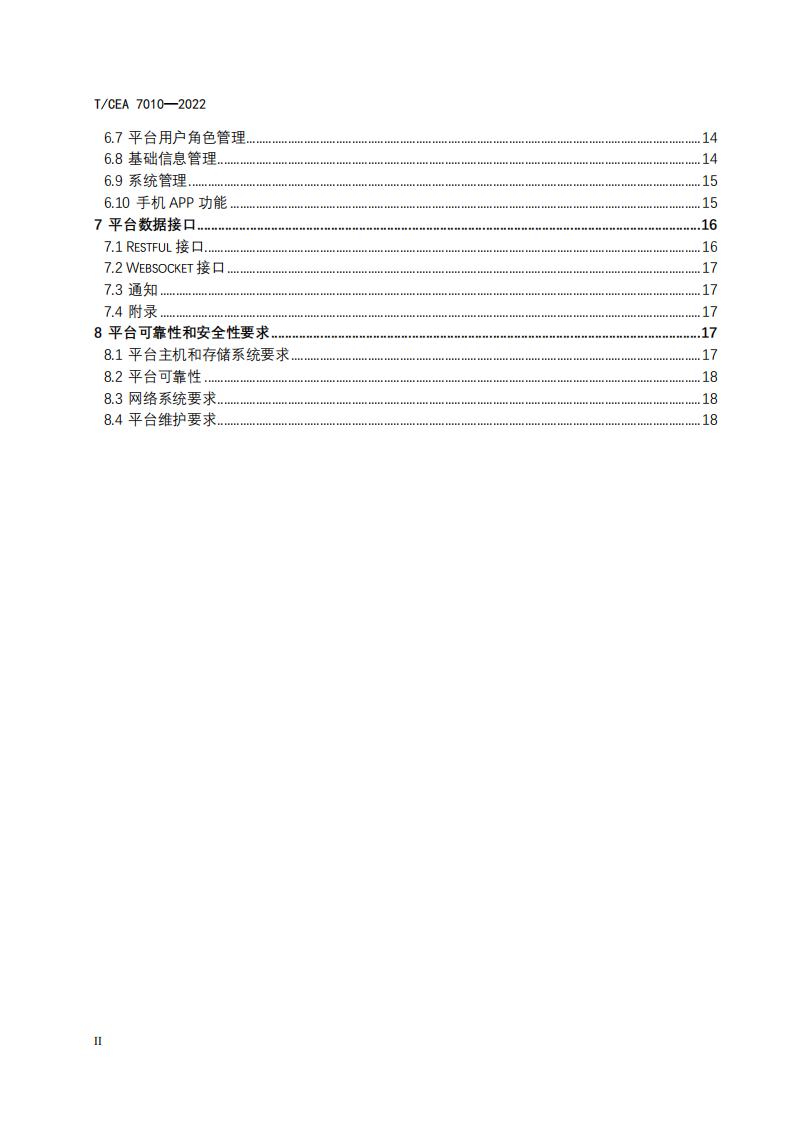 T/CEA 7010—2022
6.7 平台用户角色管理........................14
6.8 基础信息管理........................14
6.9 系统管理........................15
6.10 手机 APP 功能........................15
7 平台数据接口........................16
7.1 RESTFUL 接口........................16
7.2 WEBSOCKET 接口........................17
7.3 通知........................17
7.4 附录........................17
8 平台可靠性和安全性要求........................17
8.1 平台主机和存储系统要求........................17
8.2 平台可靠性........................18
8.3 网络系统要求........................18
8.4 平台维护要求........................18
II